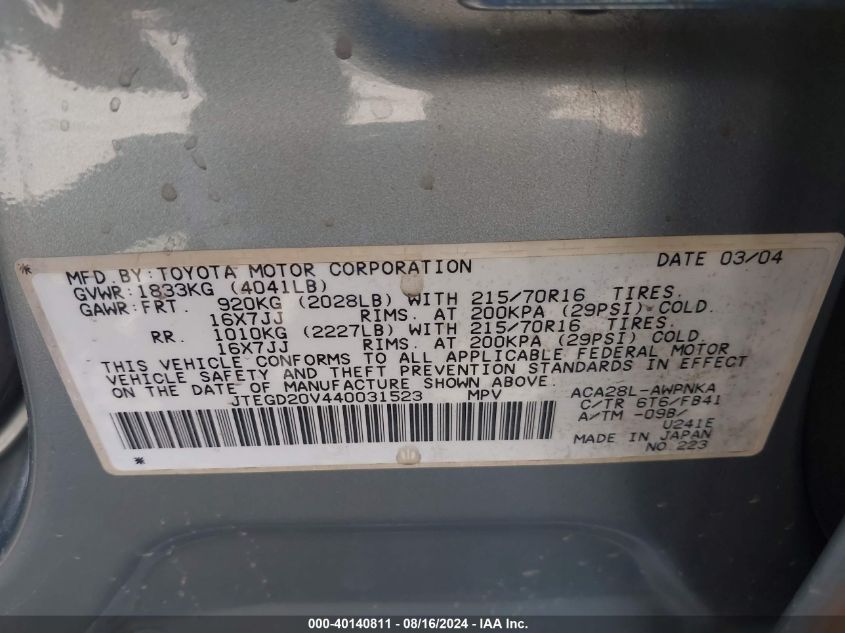 * MFD.BY:TOYOTA MOTOR CORPORATION DATE 03/04
GVWR:1833KG (4041LB)
GAWR:FRT. 920KG (2028LB) WITH 215/70R16 TIRES,
16X7JJ RIMS. AT 200KPA (29PSI) COLD.
RR. 1010KG (2227LB) WITH 215/70R16 TIRES,
16X7JJ RIMS. AT 200KPA (29PSI) COLD.
THIS VEHICLE CONFORMS TO ALL APPLICABLE FEDERAL MOTOR
VEHICLE SAFETY AND THEFT PREVENTION STANDARDS IN EFFECT
ON THE DATE OF MANUFACTURE SHOWN ABOVE.
JTEGD20V440031523 MPV
ACA28L-AWPNKA
C/TR 6T6/FB41
A/TM -09B/
U241E
MADE IN JAPAN
* NO.223
000-40140811 - 08/16/2024 - IAA Inc.